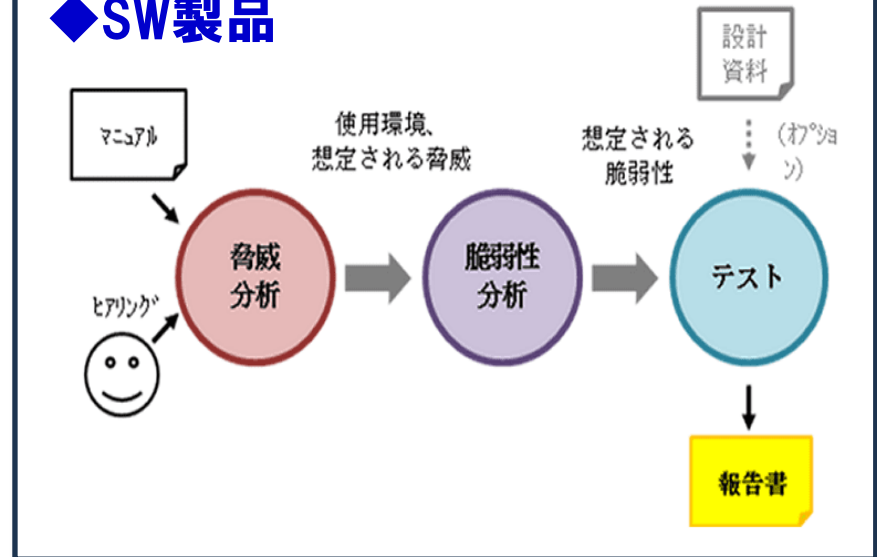 ◆SW製品
設計
資料
マニュアル
使用環境、
想定される脅威
想定される
脆弱性
(オプショ
ン)
脅威
分析
脆弱性
分析
テスト
ヒアリング
報告書